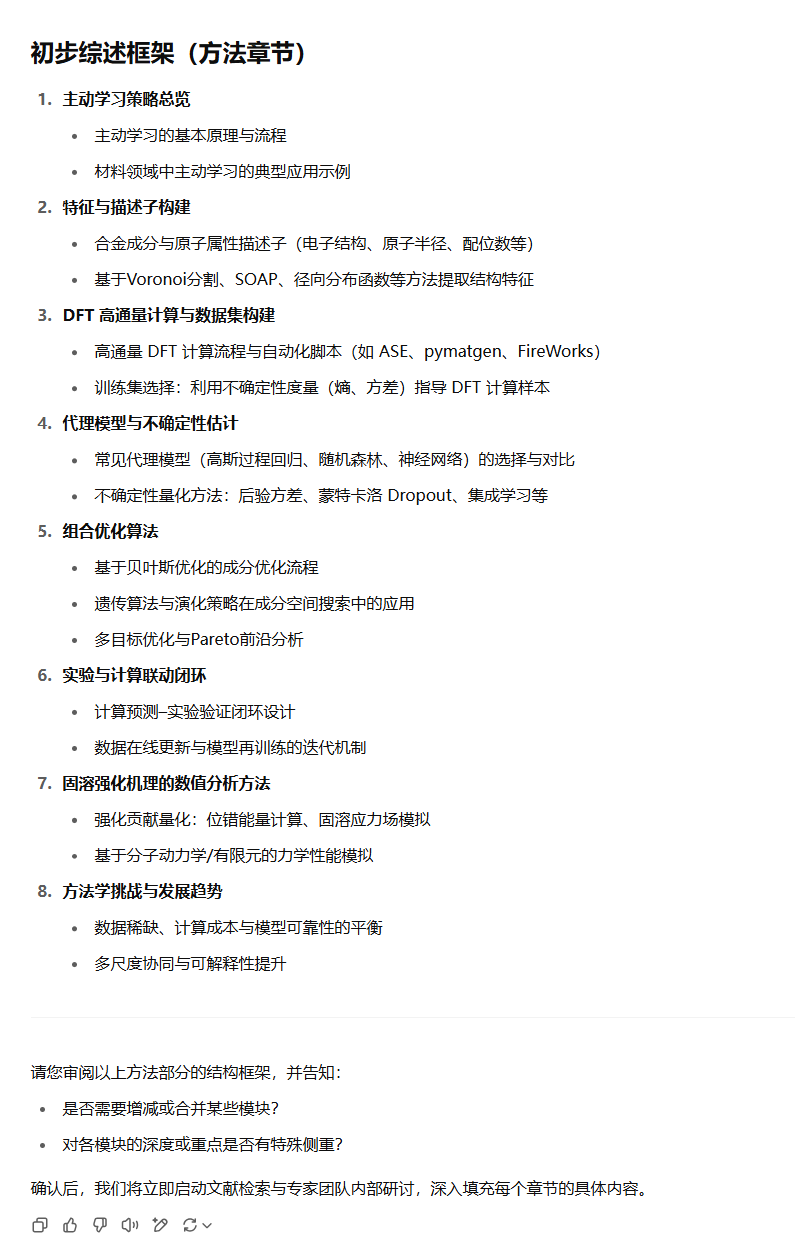 初步综述框架（方法章节）
1. 主动学习策略总览
• 主动学习的基本原理与流程
• 材料领域中主动学习的典型应用示例
2. 特征与描述子构建
• 合金成分与原子属性描述子（电子结构、原子半径、配位数等）
• 基于Voronoi分割、SOAP、径向分布函数等方法提取结构特征
3. DFT 高通量计算与数据集构建
• 高通量 DFT 计算流程与自动化脚本（如 ASE、pymatgen、FireWorks）
• 训练集选择：利用不确定性度量（熵、方差）指导 DFT 计算样本
4. 代理模型与不确定性估计
• 常见代理模型（高斯过程回归、随机森林、神经网络）的选择与对比
• 不确定性量化方法：后验方差、蒙特卡洛 Dropout、集成学习等
5. 组合优化算法
• 基于贝叶斯优化的成分优化流程
• 遗传算法与演化策略在成分空间搜索中的应用
• 多目标优化与Pareto前沿分析
6. 实验与计算联动闭环
• 计算预测–实验验证闭环设计
• 数据在线更新与模型再训练的迭代机制
7. 固溶强化机理的数值分析方法
• 强化贡献量化：位错能量计算、固溶应力场模拟
• 基于分子动力学/有限元的力学性能模拟
8. 方法学挑战与发展趋势
• 数据稀缺、计算成本与模型可靠性的平衡
• 多尺度协同与可解释性提升
请您审阅以上方法部分的结构框架，并告知：
• 是否需要增减或合并某些模块？
• 对各模块的深度或重点是否有特殊侧重？
确认后，我们将立即启动文献检索与专家团队内部研讨，深入填充每个章节的具体内容。